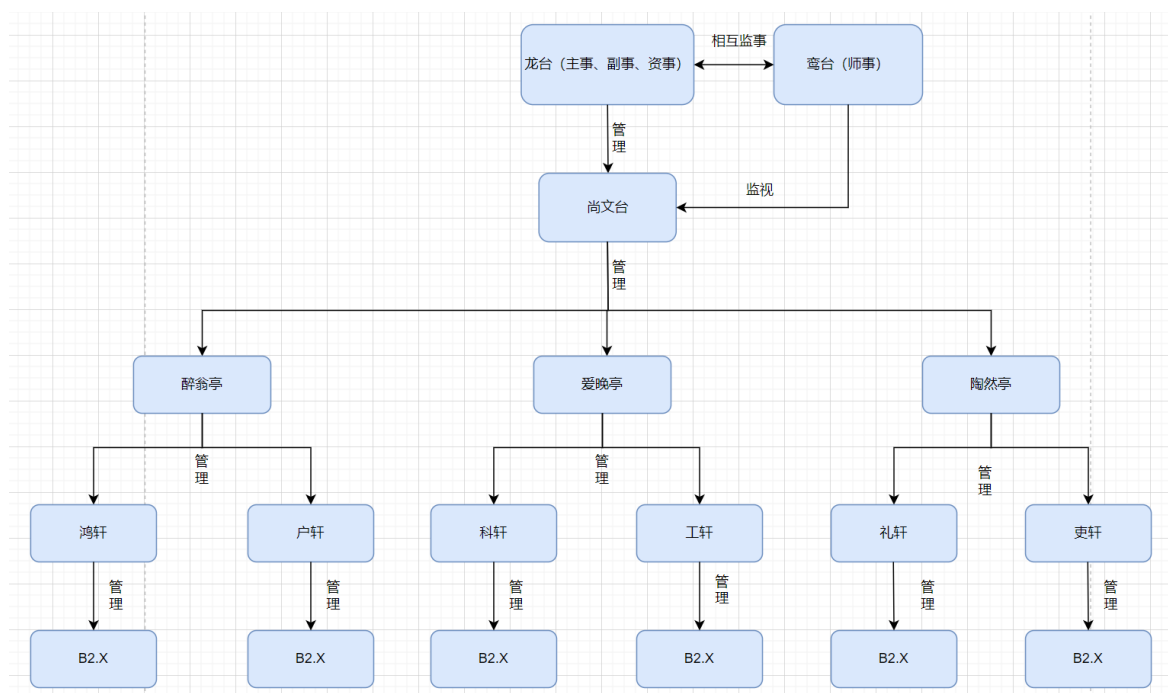 相互监事
龙台（主事、副事、资事）
鸾台（师事）
管
理
监视
尚文台
管
理
醉翁亭
爱晚亭
陶然亭
管
理
管
理
管
理
鸿轩
户轩
科轩
工轩
礼轩
吏轩
管
理
管
理
管
理
管
理
管
理
管
理
B2.X
B2.X
B2.X
B2.X
B2.X
B2.X